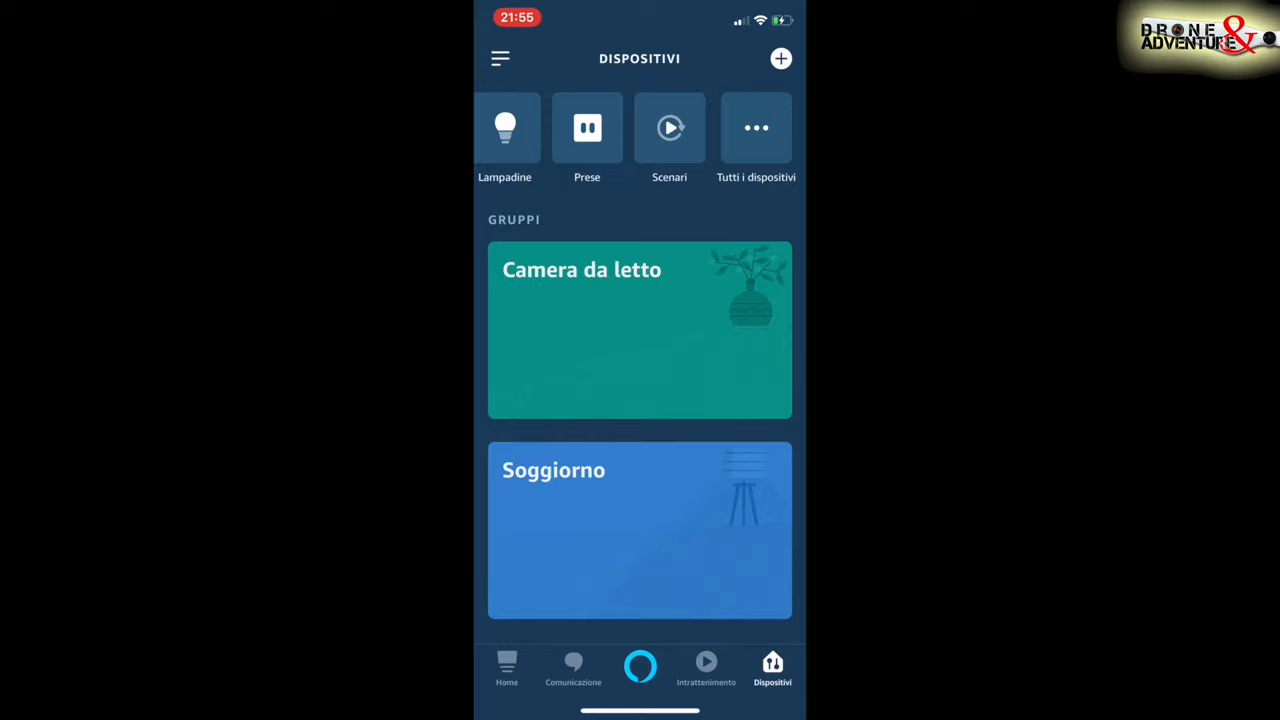 21:55
DRONE &
ADVENTURE
DISPOSITIVI
Lampadine
Prese
Scenari
Tutti i dispositivi
GRUPPI
Camera da letto
Soggiorno
Home
Comunicazione
Intrattenimento
Dispositivi